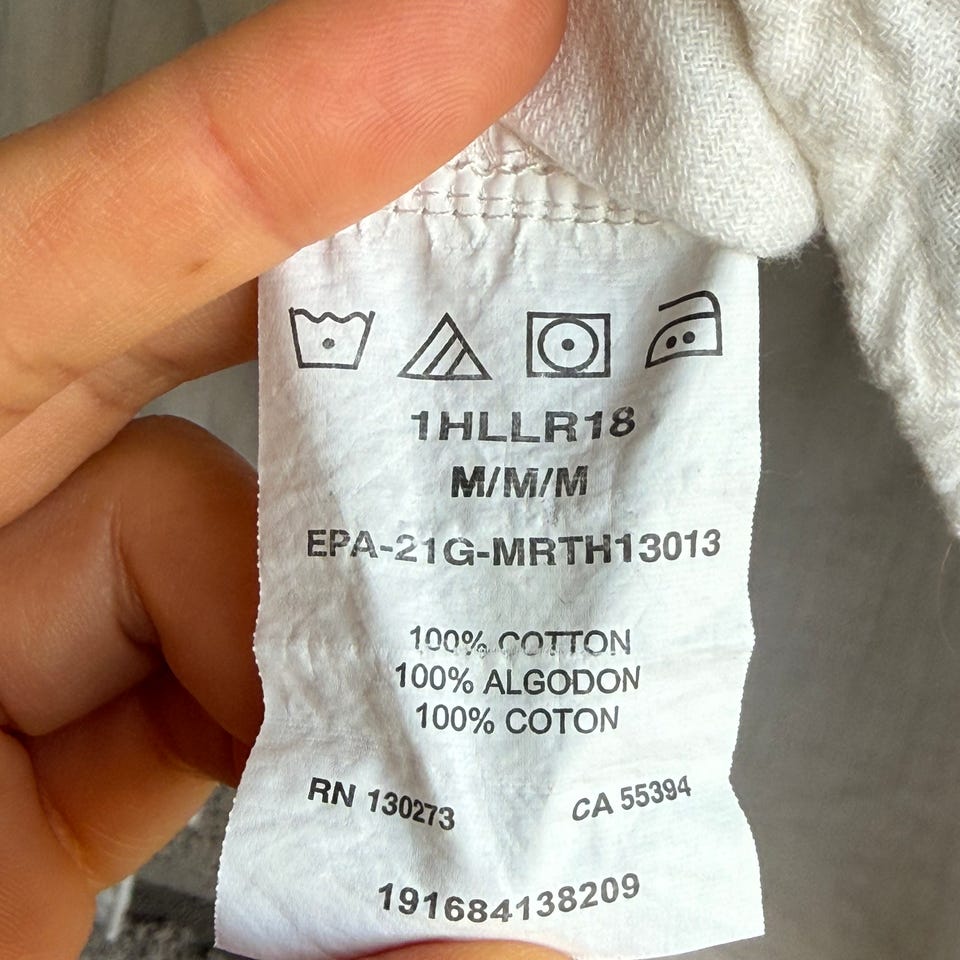 1HLLR18
M/M/M
EPA-21G-MRTH13013
100% COTTON
100% ALGODON
100% COTON
RN 130273 CA 55394
191684138209